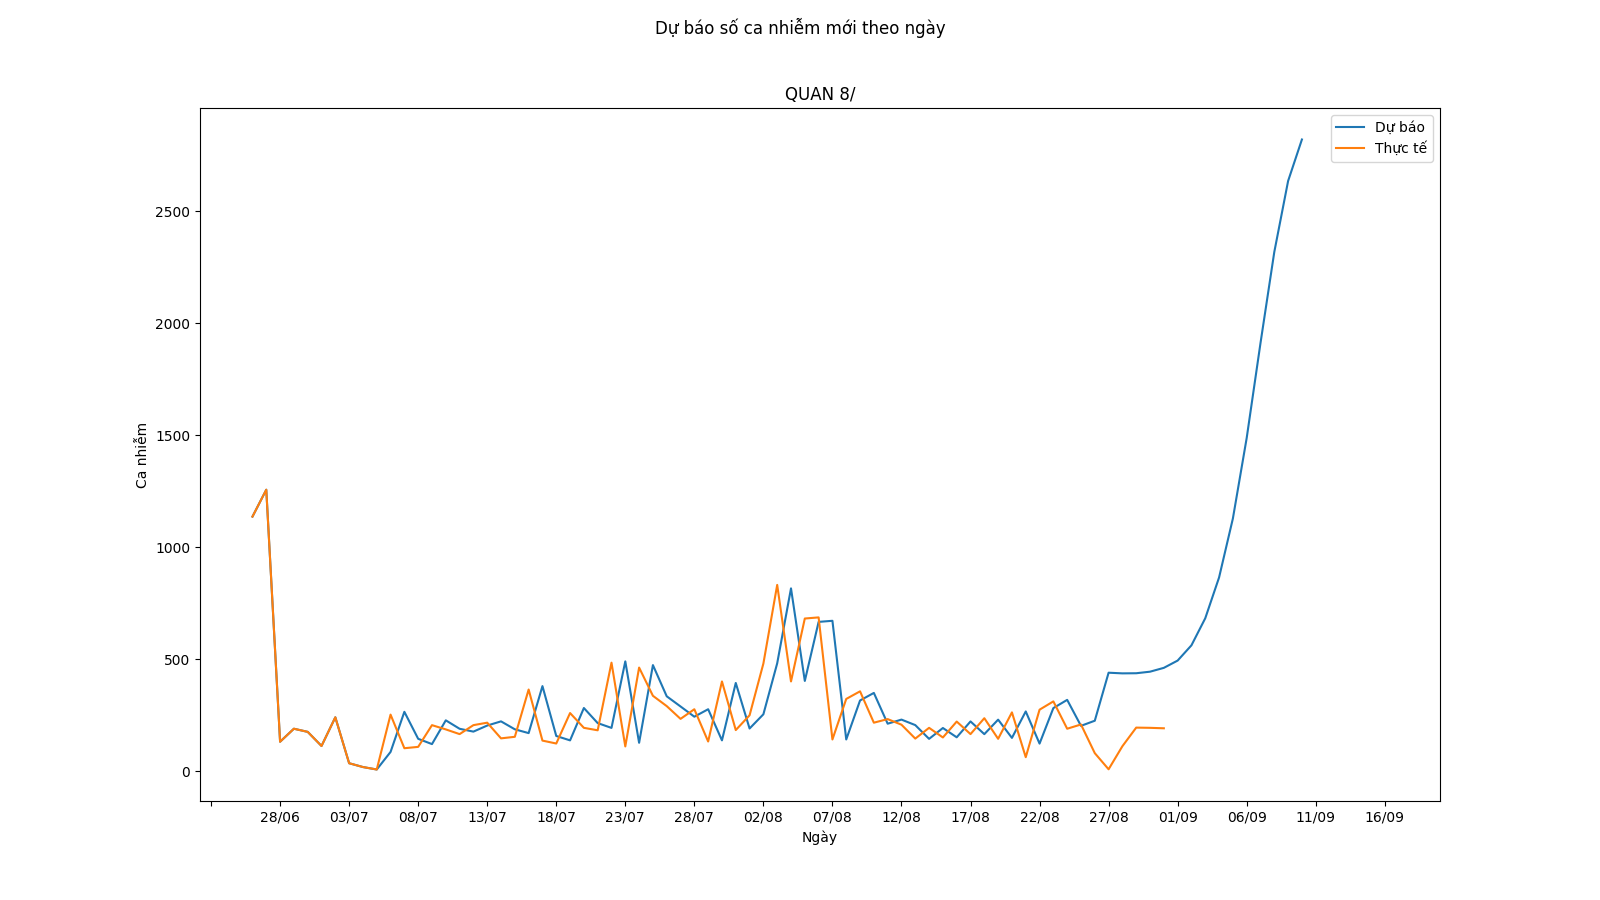 Dự báo số ca nhiễm mới theo ngày
QUAN 8/
Dự báo
Thực tế
2500
2000
1500
1000
500
0
Ca nhiễm
28/06 03/07 08/07 13/07 18/07 23/07 28/07 02/08 07/08 12/08 17/08 22/08 27/08 01/09 06/09 11/09 16/09
Ngày